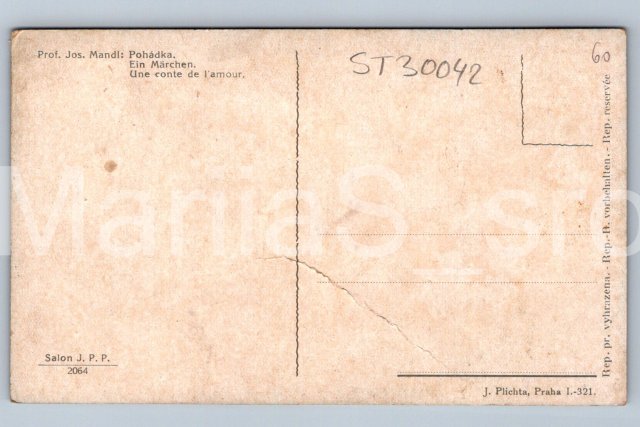 Prof. Jos. Mandl: Pohádka.
Ein Märchen.
Une conte de l'amour.
ST30042
60
Rep. pr. vyhrazena. - Rep.-R. vorbehalten. - Rep. reservée
Salon J. P. P.
2064
J. Plichta, Praha I.-321.